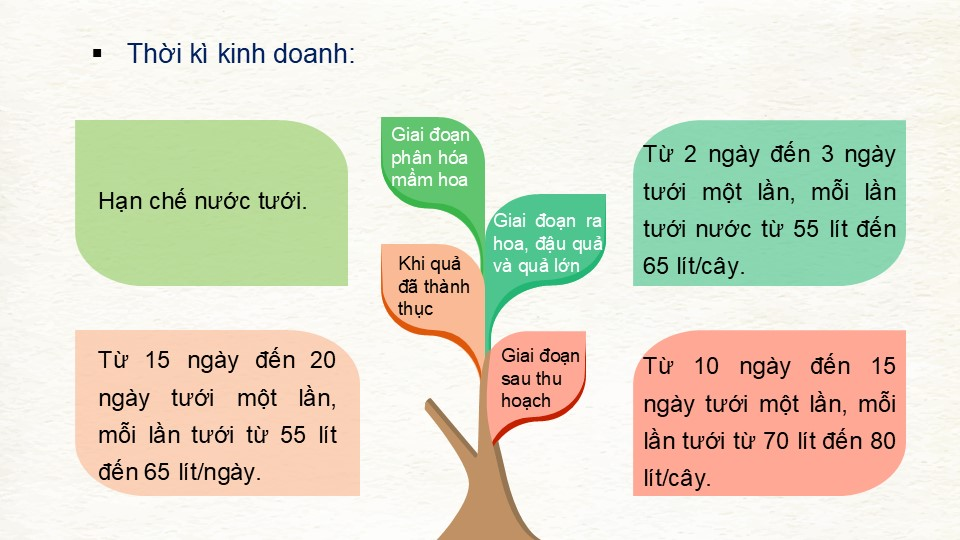 ▪ Thời kì kinh doanh:
Hạn chế nước tưới.
Giai đoạn
phân hóa
mầm hoa
Từ 2 ngày đến 3 ngày
tưới một lần, mỗi lần
tưới nước từ 55 lít đến
65 lít/cây.
Giai đoạn ra
hoa, đậu quả
và quả lớn
Khi quả
đã thành
thục
Từ 15 ngày đến 20
ngày tưới một lần,
mỗi lần tưới từ 55 lít
đến 65 lít/ngày.
Giai đoạn
sau thu
hoạch
Từ 10 ngày đến 15
ngày tưới một lần, mỗi
lần tưới từ 70 lít đến 80
lít/cây.